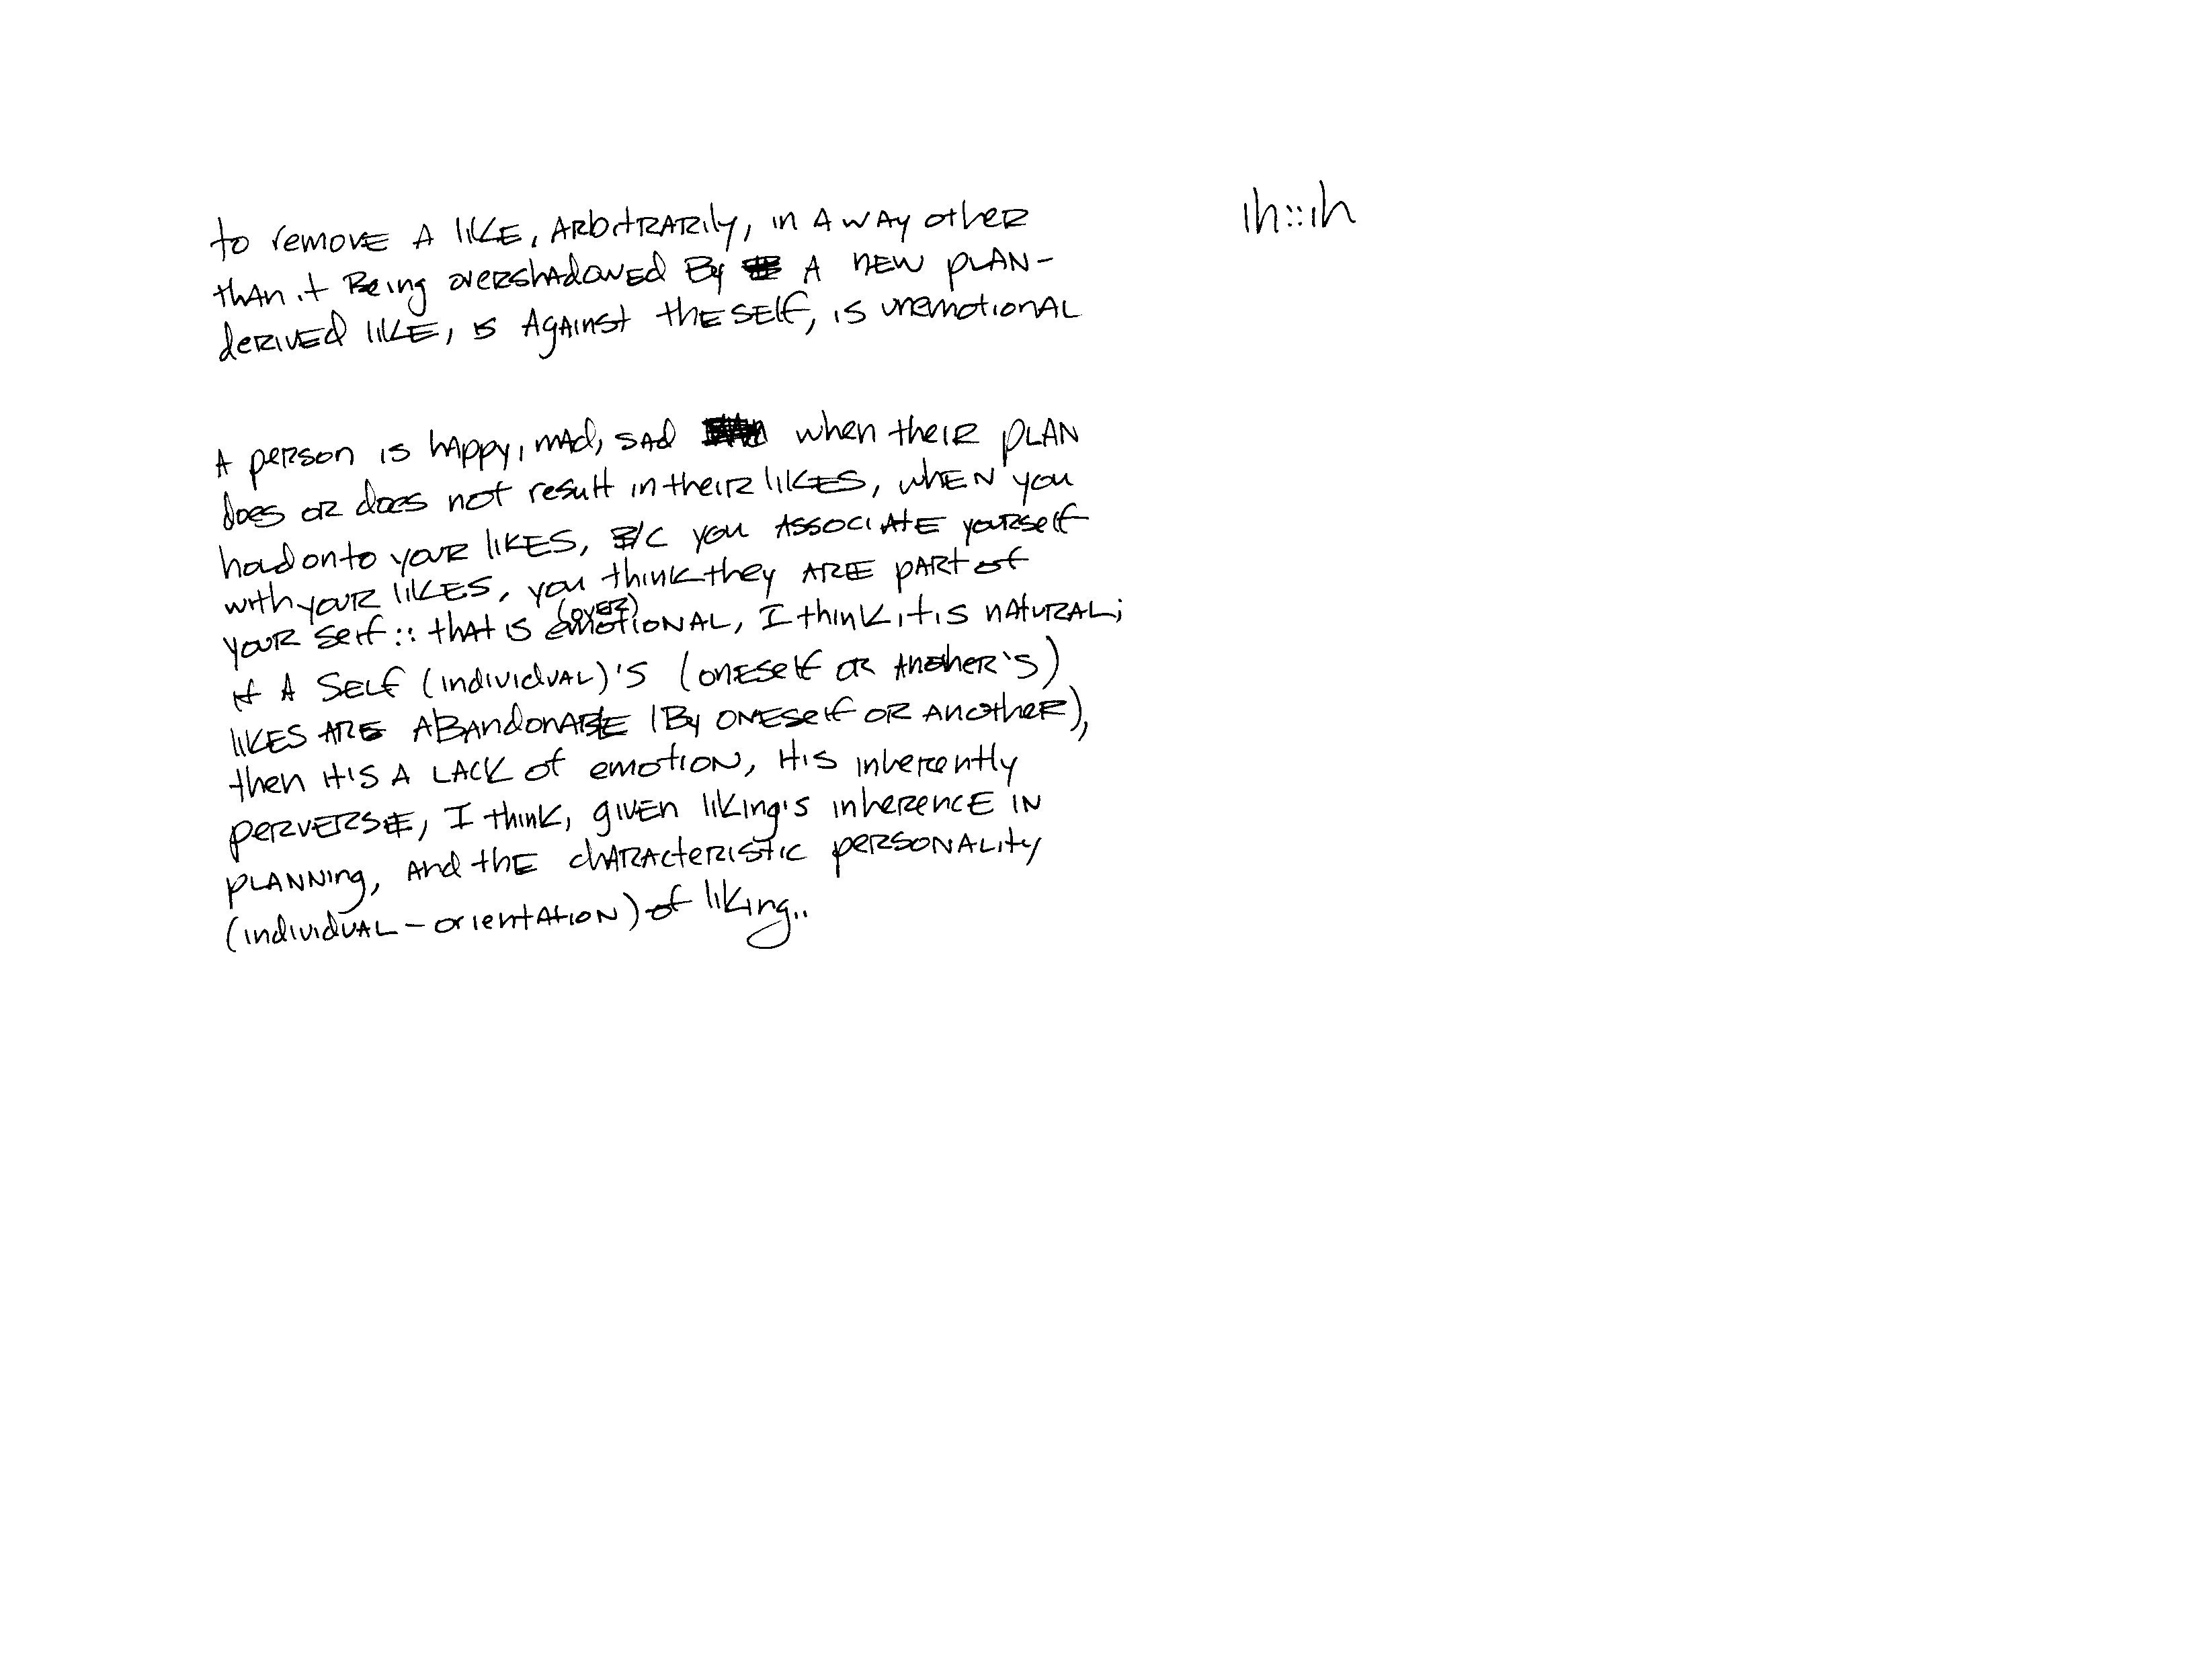 to remove A likE, ARbitRARily, in A wAy otheR
thAn it Being oveRshAdowEd By A nEw plAn-
deRivEd likE, is AgAinst thE sElf, is unemotionAl
A peRson is hAppy, mAd, sAd when theiR plAn
does oR does not result in theiR likEs, whEN you
hold onto youR likEs, B/C you AssociAtE youRself
with youR likEs, you think they ARE pARt of
youR self :: thAt is (ovER) emotionAl, I think it is nAtuRAl;
if A SElf (individuAl)'s (onEself oR AnotheR's)
likEs ARE ABAndonABlE (By onEself oR AnotheR),
then it's A lAck of emotion, it is inheRently
peRveRsE, I think, givEn liking's inheREncE in
plAnning, And thE chARActeRistic peRsonAlity
(individuAl-orientAtion) of liking..
ih::ih